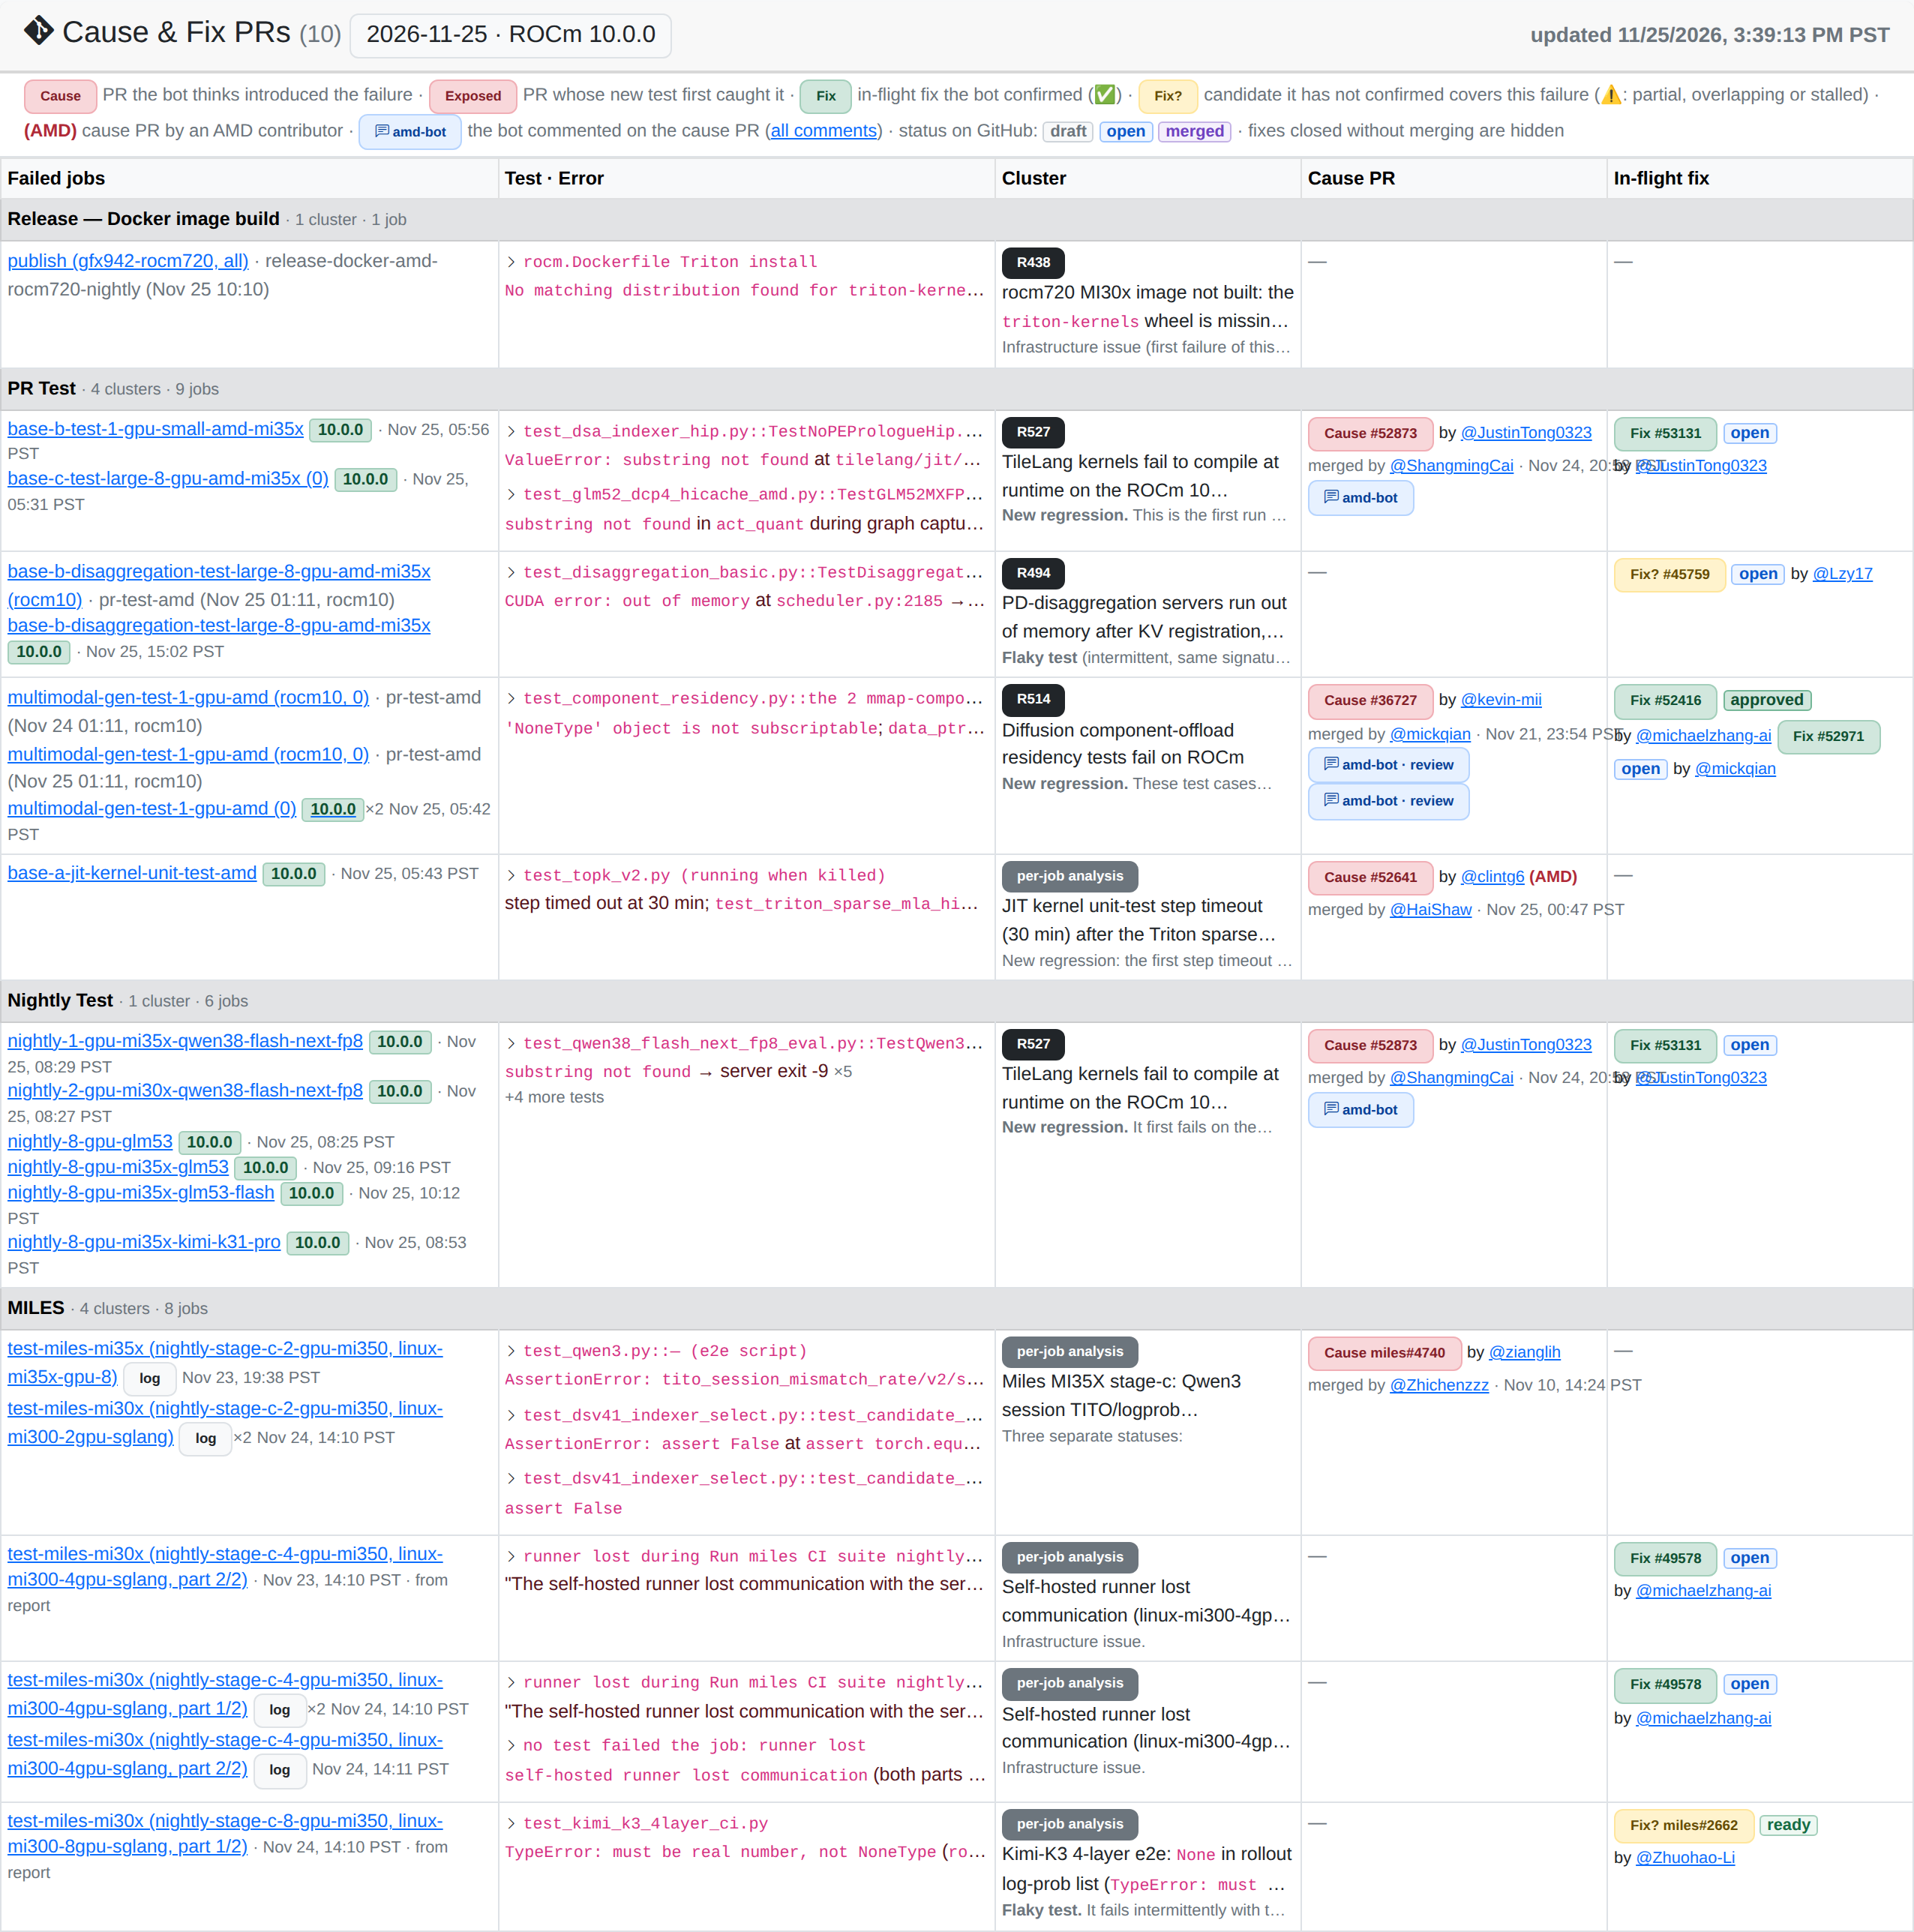 Cause & Fix PRs (10) 2026-11-25 · ROCm 10.0.0
updated 11/25/2026, 3:39:13 PM PST
Cause PR the bot thinks introduced the failure · Exposed PR whose new test first caught it · Fix in-flight fix the bot confirmed (✅) · Fix? candidate it has not confirmed covers this failure (⚠️: partial, overlapping or stalled) ·
(AMD) cause PR by an AMD contributor · amd-bot the bot commented on the cause PR (all comments) · status on GitHub: draft open merged · fixes closed without merging are hidden
Failed jobs
Test · Error
Cluster
Cause PR
In-flight fix
Release — Docker image build · 1 cluster · 1 job
publish (gfx942-rocm720, all) · release-docker-amd-
rocm720-nightly (Nov 25 10:10)
rocm.Dockerfile Triton install
No matching distribution found for triton-kerne…
R438
rocm720 MI30x image not built: the
triton-kernels wheel is missin…
Infrastructure issue (first failure of this…
—
—
PR Test · 4 clusters · 9 jobs
base-b-test-1-gpu-small-amd-mi35x 10.0.0 · Nov 25, 05:56
PST
base-c-test-large-8-gpu-amd-mi35x (0) 10.0.0 · Nov 25,
05:31 PST
test_dsa_indexer_hip.py::TestNoPEPrologueHip.…
ValueError: substring not found at tilelang/jit/…
test_glm52_dcp4_hicache_amd.py::TestGLM52MXFP…
substring not found in act_quant during graph captu…
R527
TileLang kernels fail to compile at
runtime on the ROCm 10…
New regression. This is the first run …
Cause #52873 by @JustinTong0323
merged by @ShangmingCai · Nov 24, 20:58 PST
amd-bot
Fix #53131 open
by @JustinTong0323
base-b-disaggregation-test-large-8-gpu-amd-mi35x
(rocm10) · pr-test-amd (Nov 25 01:11, rocm10)
base-b-disaggregation-test-large-8-gpu-amd-mi35x
10.0.0 · Nov 25, 15:02 PST
test_disaggregation_basic.py::TestDisaggregat…
CUDA error: out of memory at scheduler.py:2185 →…
R494
PD-disaggregation servers run out
of memory after KV registration,…
Flaky test (intermittent, same signatu…
—
Fix? #45759 open by @Lzy17
multimodal-gen-test-1-gpu-amd (rocm10, 0) · pr-test-amd
(Nov 24 01:11, rocm10)
multimodal-gen-test-1-gpu-amd (rocm10, 0) · pr-test-amd
(Nov 25 01:11, rocm10)
multimodal-gen-test-1-gpu-amd (0) 10.0.0 ×2 Nov 25, 05:42
PST
test_component_residency.py::the 2 mmap-compo…
'NoneType' object is not subscriptable; data_ptr…
R514
Diffusion component-offload
residency tests fail on ROCm
New regression. These test cases…
Cause #36727 by @kevin-mii
merged by @mickqian · Nov 21, 23:54 PST
amd-bot · review
amd-bot · review
Fix #52416 approved
by @michaelzhang-ai Fix #52971
open by @mickqian
base-a-jit-kernel-unit-test-amd 10.0.0 · Nov 25, 05:43 PST
test_topk_v2.py (running when killed)
step timed out at 30 min; test_triton_sparse_mla_hi…
per-job analysis
JIT kernel unit-test step timeout
(30 min) after the Triton sparse…
New regression: the first step timeout …
Cause #52641 by @clintg6 (AMD)
merged by @HaiShaw · Nov 25, 00:47 PST
—
Nightly Test · 1 cluster · 6 jobs
nightly-1-gpu-mi35x-qwen38-flash-next-fp8 10.0.0 · Nov
25, 08:29 PST
nightly-2-gpu-mi30x-qwen38-flash-next-fp8 10.0.0 · Nov
25, 08:27 PST
nightly-8-gpu-glm53 10.0.0 · Nov 25, 08:25 PST
nightly-8-gpu-mi35x-glm53 10.0.0 · Nov 25, 09:16 PST
nightly-8-gpu-mi35x-glm53-flash 10.0.0 · Nov 25, 10:12
PST
nightly-8-gpu-mi35x-kimi-k31-pro 10.0.0 · Nov 25, 08:53
PST
test_qwen38_flash_next_fp8_eval.py::TestQwen3…
substring not found → server exit -9 ×5
+4 more tests
R527
TileLang kernels fail to compile at
runtime on the ROCm 10…
New regression. It first fails on the…
Cause #52873 by @JustinTong0323
merged by @ShangmingCai · Nov 24, 20:58 PST
amd-bot
Fix #53131 open
by @JustinTong0323
MILES · 4 clusters · 8 jobs
test-miles-mi35x (nightly-stage-c-2-gpu-mi350, linux-
mi35x-gpu-8) log Nov 23, 19:38 PST
test-miles-mi30x (nightly-stage-c-2-gpu-mi350, linux-
mi300-2gpu-sglang) log ×2 Nov 24, 14:10 PST
test_qwen3.py::— (e2e script)
AssertionError: tito_session_mismatch_rate/v2/s…
test_dsv41_indexer_select.py::test_candidate_…
AssertionError: assert False at assert torch.equ…
test_dsv41_indexer_select.py::test_candidate_…
assert False
per-job analysis
Miles MI35X stage-c: Qwen3
session TITO/logprob…
Three separate statuses:
Cause miles#4740 by @zianglih
merged by @Zhichenzzz · Nov 10, 14:24 PST
—
test-miles-mi30x (nightly-stage-c-4-gpu-mi350, linux-
mi300-4gpu-sglang, part 2/2) · Nov 23, 14:10 PST · from
report
runner lost during Run miles CI suite nightly…
"The self-hosted runner lost communication with the ser…
per-job analysis
Self-hosted runner lost
communication (linux-mi300-4gp…
Infrastructure issue.
—
Fix #49578 open
by @michaelzhang-ai
test-miles-mi30x (nightly-stage-c-4-gpu-mi350, linux-
mi300-4gpu-sglang, part 1/2) log ×2 Nov 24, 14:10 PST
test-miles-mi30x (nightly-stage-c-4-gpu-mi350, linux-
mi300-4gpu-sglang, part 2/2) log Nov 24, 14:11 PST
runner lost during Run miles CI suite nightly…
"The self-hosted runner lost communication with the ser…
no test failed the job: runner lost
self-hosted runner lost communication (both parts …
per-job analysis
Self-hosted runner lost
communication (linux-mi300-4gp…
Infrastructure issue.
—
Fix #49578 open
by @michaelzhang-ai
test-miles-mi30x (nightly-stage-c-8-gpu-mi350, linux-
mi300-8gpu-sglang, part 1/2) · Nov 24, 14:10 PST · from
report
test_kimi_k3_4layer_ci.py
TypeError: must be real number, not NoneType (ro…
per-job analysis
Kimi-K3 4-layer e2e: None in rollout
log-prob list (TypeError: must …
Flaky test. It fails intermittently with t…
—
Fix? miles#2662 ready
by @Zhuohao-Li